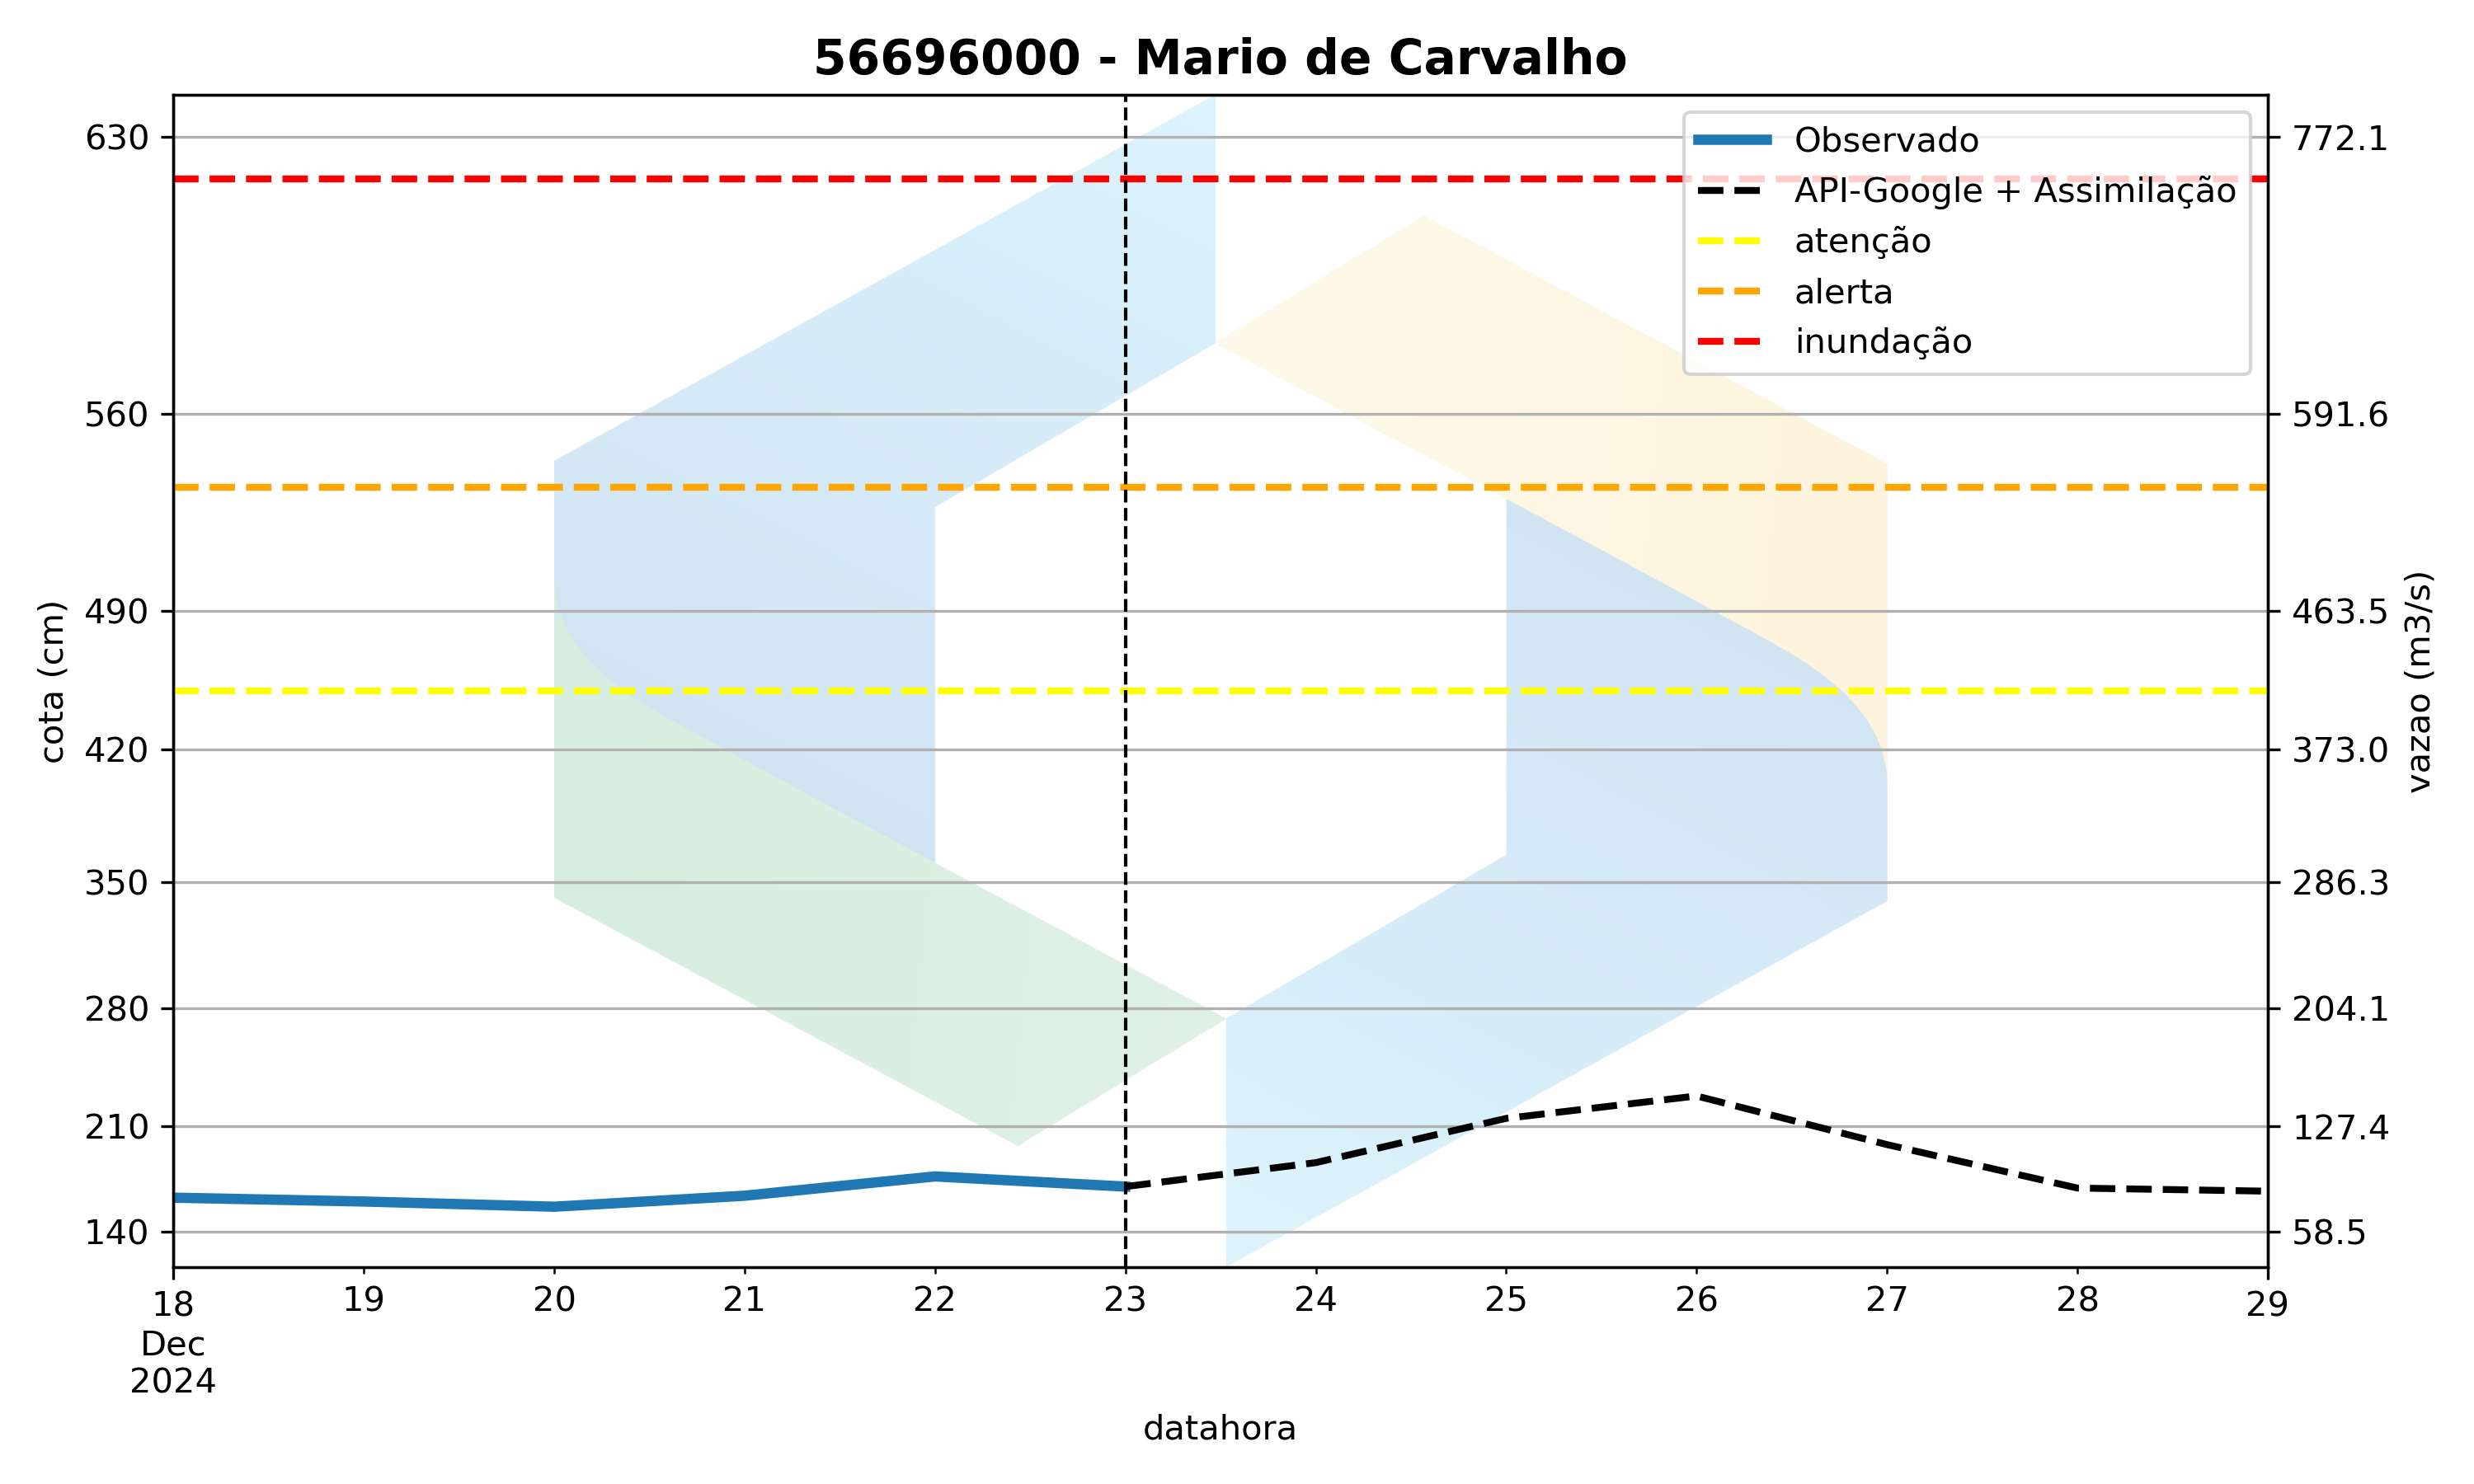 56696000 - Mario de Carvalho
Observado
API-Google + Assimilação
atenção
alerta
inundação
cota (cm)
630
560
490
420
350
280
210
140
772.1
591.6
463.5
373.0
286.3
204.1
127.4
58.5
vazao (m3/s)
18 19 20 21 22 23 24 25 26 27 28 29
Dec
2024
datahora